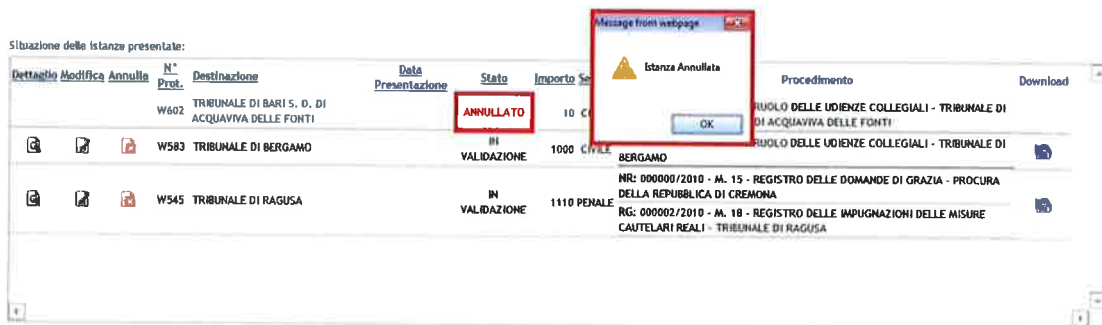 Situazione delle istanze presentate:
Message from webpage
Istanza Annullata
OK
Dettaglio Modifica Annulla N° Prot. Destinazione Data Presentazione Stato Importo Procedimento Download
W602 TRIBUNALE DI BARI S. D. DI ANNULLATO 10 RUOLO DELLE UDIENZE COLLEGIALI - TRIBUNALE DI
ACQUAVIVA DELLE FONTI DI ACQUAVIVA DELLE FONTI
W583 TRIBUNALE DI BERGAMO IN VALIDAZIONE 1000 CIVILE RUOLO DELLE UDIENZE COLLEGIALI - TRIBUNALE DI
BERGAMO
NR: 000000/2010 - M. 15 - REGISTRO DELLE DOMANDE DI GRAZIA - PROCURA
DELLA REPUBBLICA DI CREMONA
W545 TRIBUNALE DI RAGUSA IN VALIDAZIONE 1110 PENALE
RG: 000002/2010 - M. 18 - REGISTRO DELLE IMPUGNAZIONI DELLE MISURE
CAUTELARI REALI - TRIBUNALE DI RAGUSA